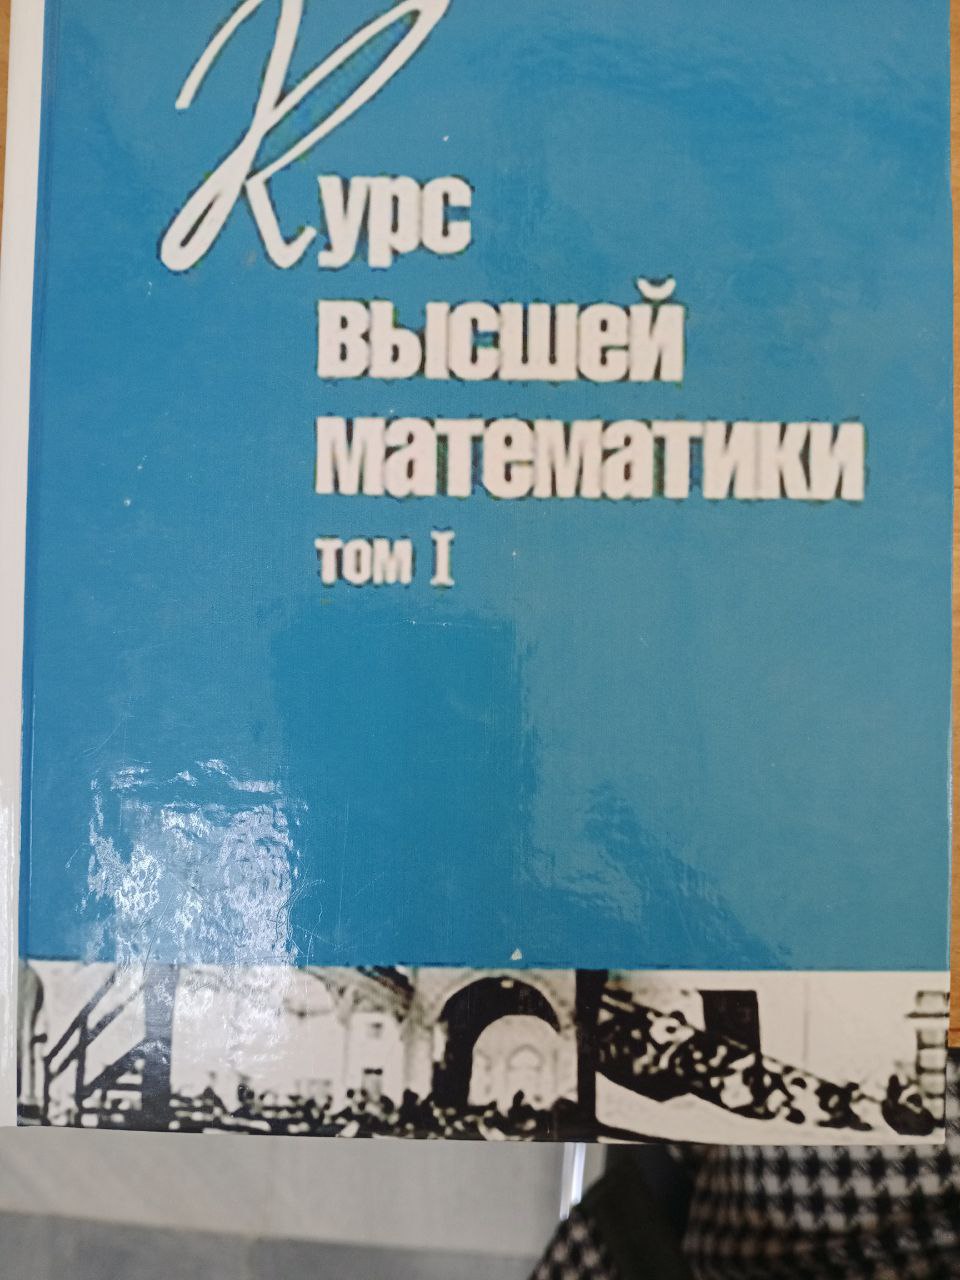 Курс
высшей
математики
том I